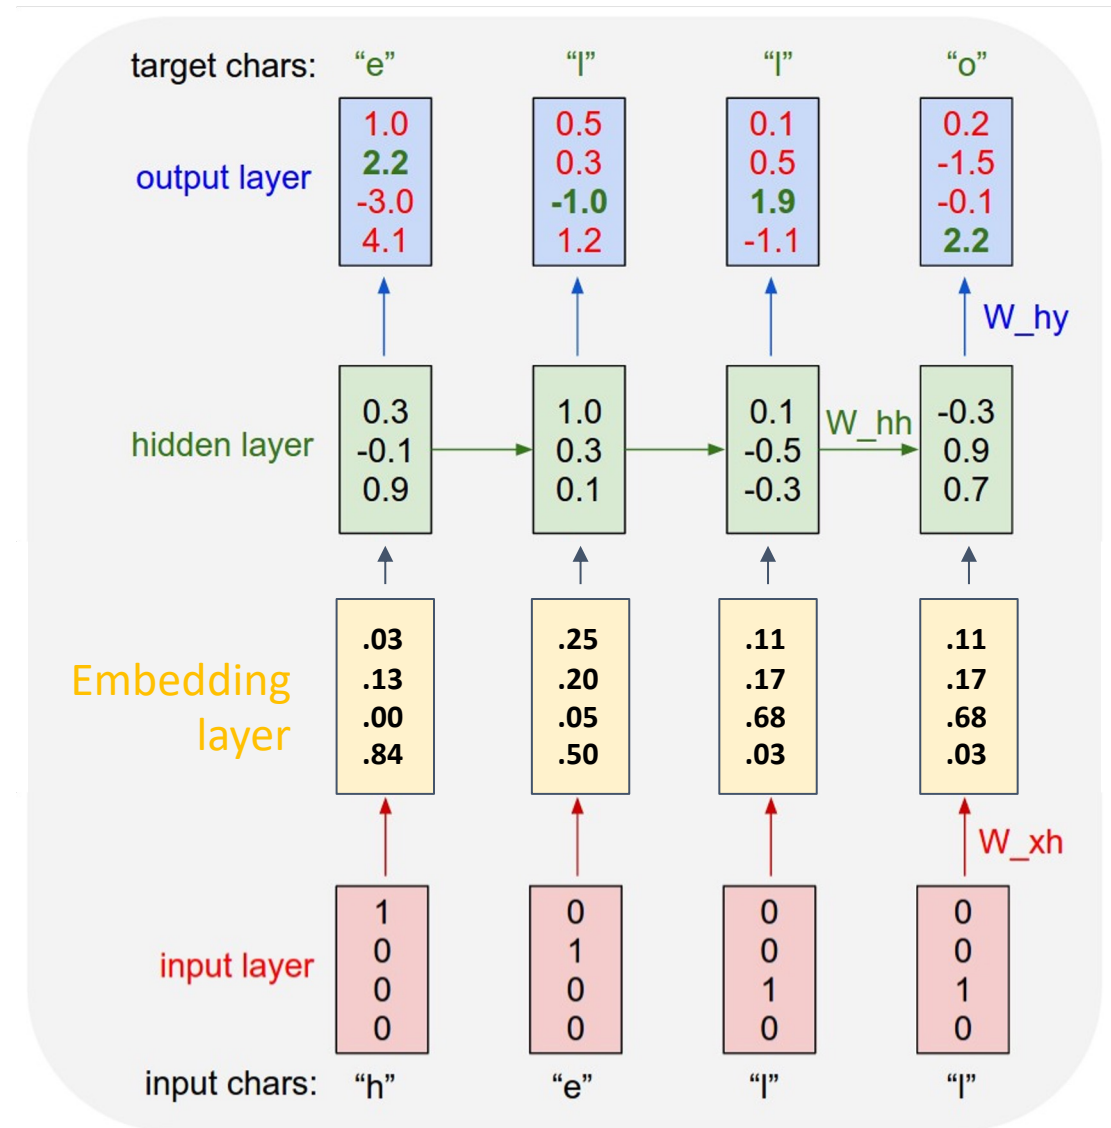 target chars: “e” “l” “l” “o”
1.0 0.5 0.1 0.2
2.2 0.3 0.5 -1.5
output layer
-3.0 -1.0 1.9 -0.1
4.1 1.2 -1.1 2.2
W_hy
0.3 1.0 0.1 -0.3
W_hh
hidden layer -0.1 0.3 -0.5 0.9
0.9 0.1 -0.3 0.7
.03 .25 .11 .11
Embedding .13 .20 .17 .17
layer .00 .05 .68 .68
.84 .50 .03 .03
W_xh
1 0 0 0
0 1 0 0
input layer
0 0 1 1
0 0 0 0
input chars: “h” “e” “l” “l”